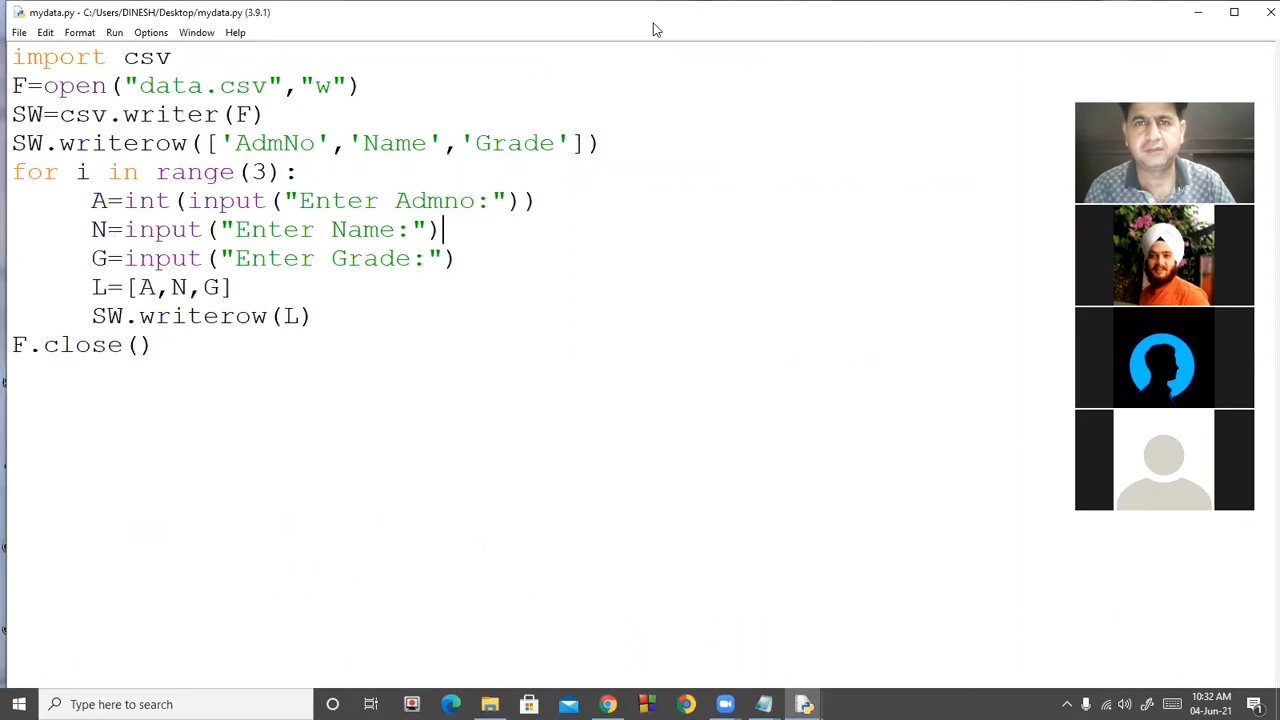 mydata.py - C:/Users/DINESH/Desktop/mydata.py (3.9.1)
File Edit Format Run Options Window Help
import csv
F=open("data.csv","w")
SW=csv.writer(F)
SW.writerow(['AdmNo','Name','Grade'])
for i in range(3):
     A=int(input("Enter Admno:"))
     N=input("Enter Name:")
     G=input("Enter Grade:")
     L=[A,N,G]
     SW.writerow(L)
F.close()
Type here to search
10:32 AM
04-Jun-21
1